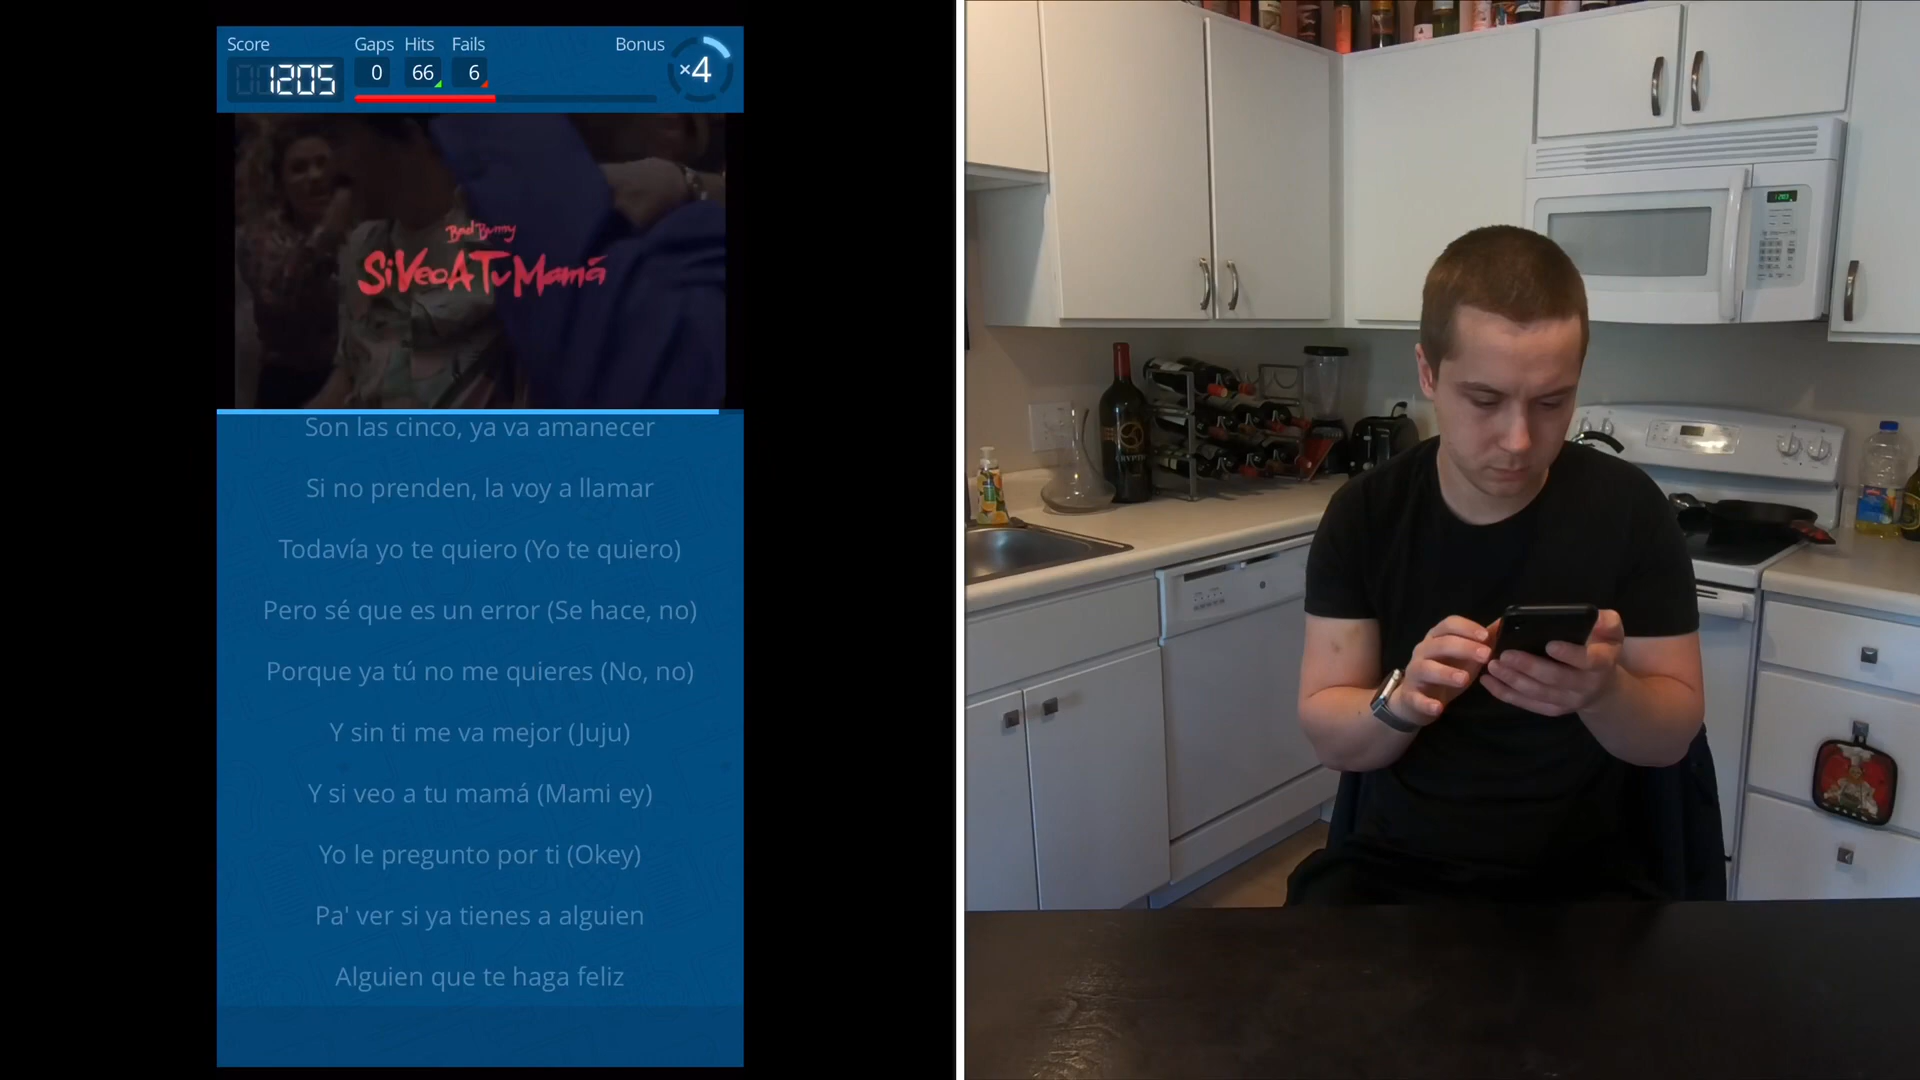 Score
Gaps Hits Fails
Bonus
1205
0 66 6
×4
Bad Bunny
Si Veo A Tu Mamá
Son las cinco, ya va amanecer
Si no prenden, la voy a llamar
Todavía yo te quiero (Yo te quiero)
Pero sé que es un error (Se hace, no)
Porque ya tú no me quieres (No, no)
Y sin ti me va mejor (Juju)
Y si veo a tu mamá (Mami ey)
Yo le pregunto por ti (Okey)
Pa' ver si ya tienes a alguien
Alguien que te haga feliz